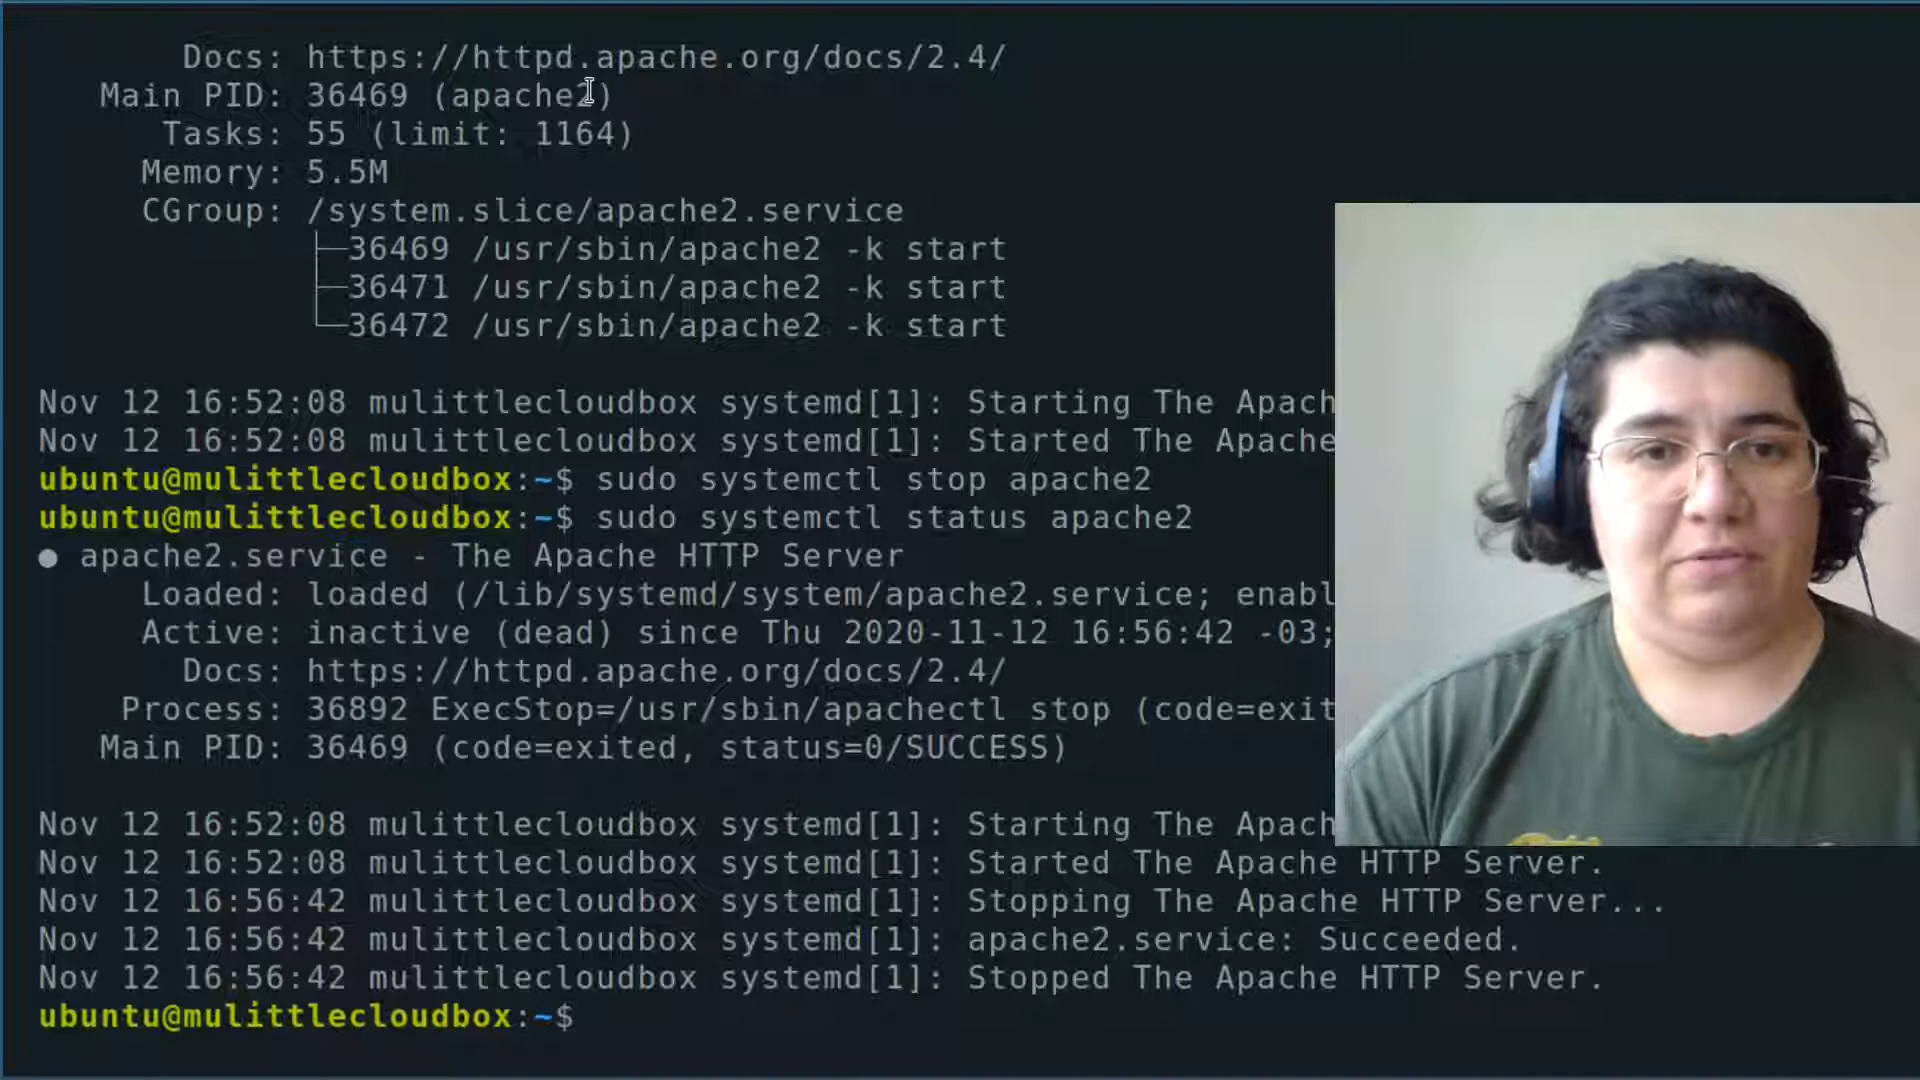 Docs: https://httpd.apache.org/docs/2.4/
Main PID: 36469 (apache2)
Tasks: 55 (limit: 1164)
Memory: 5.5M
CGroup: /system.slice/apache2.service
├─36469 /usr/sbin/apache2 -k start
├─36471 /usr/sbin/apache2 -k start
└─36472 /usr/sbin/apache2 -k start
Nov 12 16:52:08 mulittlecloudbox systemd[1]: Starting The Apach
Nov 12 16:52:08 mulittlecloudbox systemd[1]: Started The Apache
ubuntu@mulittlecloudbox:~$ sudo systemctl stop apache2
ubuntu@mulittlecloudbox:~$ sudo systemctl status apache2
● apache2.service - The Apache HTTP Server
Loaded: loaded (/lib/systemd/system/apache2.service; enabl
Active: inactive (dead) since Thu 2020-11-12 16:56:42 -03;
Docs: https://httpd.apache.org/docs/2.4/
Process: 36892 ExecStop=/usr/sbin/apachectl stop (code=exit
Main PID: 36469 (code=exited, status=0/SUCCESS)
Nov 12 16:52:08 mulittlecloudbox systemd[1]: Starting The Apach
Nov 12 16:52:08 mulittlecloudbox systemd[1]: Started The Apache HTTP Server.
Nov 12 16:56:42 mulittlecloudbox systemd[1]: Stopping The Apache HTTP Server...
Nov 12 16:56:42 mulittlecloudbox systemd[1]: apache2.service: Succeeded.
Nov 12 16:56:42 mulittlecloudbox systemd[1]: Stopped The Apache HTTP Server.
ubuntu@mulittlecloudbox:~$